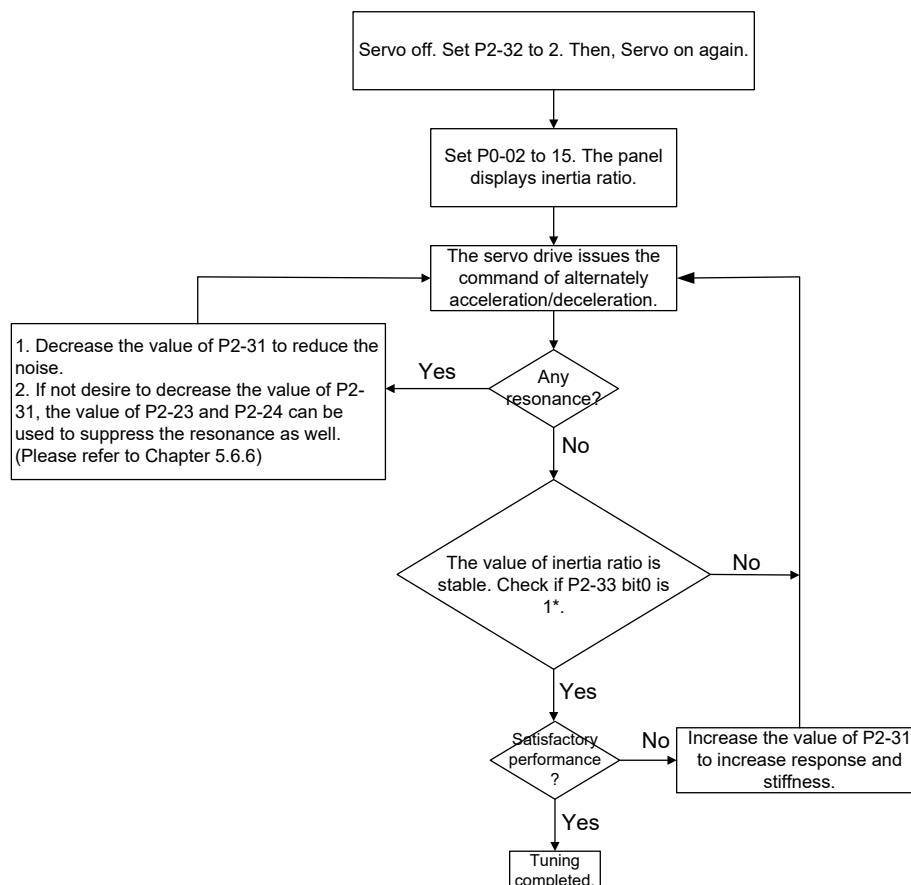 Servo off. Set P2-32 to 2. Then, Servo on again.
Set P0-02 to 15. The panel
displays inertia ratio.
The servo drive issues the
command of alternately
acceleration/deceleration.
1. Decrease the value of P2-31 to reduce the
noise.
2. If not desire to decrease the value of P2-
31, the value of P2-23 and P2-24 can be
used to suppress the resonance as well.
(Please refer to Chapter 5.6.6)
Yes
Any
resonance?
No
The value of inertia ratio is
stable. Check if P2-33 bit0 is
1*.
No
Yes
Satisfactory
performance
?
No
Increase the value of P2-31
to increase response and
stiffness.
Yes
Tuning
completed.